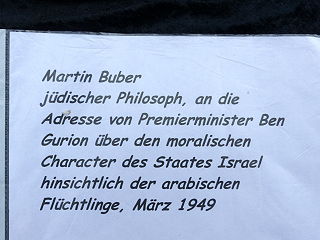 Martin Buber
jüdischer Philosoph, an die
Adresse von Premierminister Ben
Gurion über den moralischen
Character des Staates Israel
hinsichtlich der arabischen
Flüchtlinge, März 1949